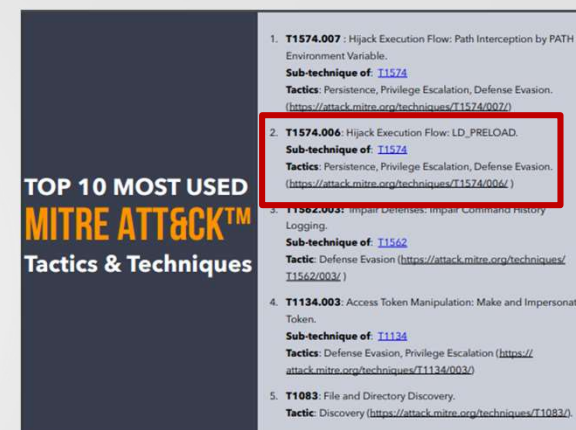 TOP 10 MOST USED
MITRE ATT&CK™
Tactics & Techniques
1. T1574.007 : Hijack Execution Flow: Path Interception by PATH
Environment Variable.
Sub-technique of: T1574
Tactics: Persistence, Privilege Escalation, Defense Evasion.
(https://attack.mitre.org/techniques/T1574/007/)
2. T1574.006: Hijack Execution Flow: LD_PRELOAD.
Sub-technique of: T1574
Tactics: Persistence, Privilege Escalation, Defense Evasion.
(https://attack.mitre.org/techniques/T1574/006/ )
3. T1562.003: Impair Defenses: Impair Command History
Logging.
Sub-technique of: T1562
Tactic: Defense Evasion (https://attack.mitre.org/techniques/
T1562/003/ )
4. T1134.003: Access Token Manipulation: Make and Impersonat
Token.
Sub-technique of: T1134
Tactics: Defense Evasion, Privilege Escalation (https://
attack.mitre.org/techniques/T1134/003/)
5. T1083: File and Directory Discovery.
Tactic: Discovery (https://attack.mitre.org/techniques/T1083/).